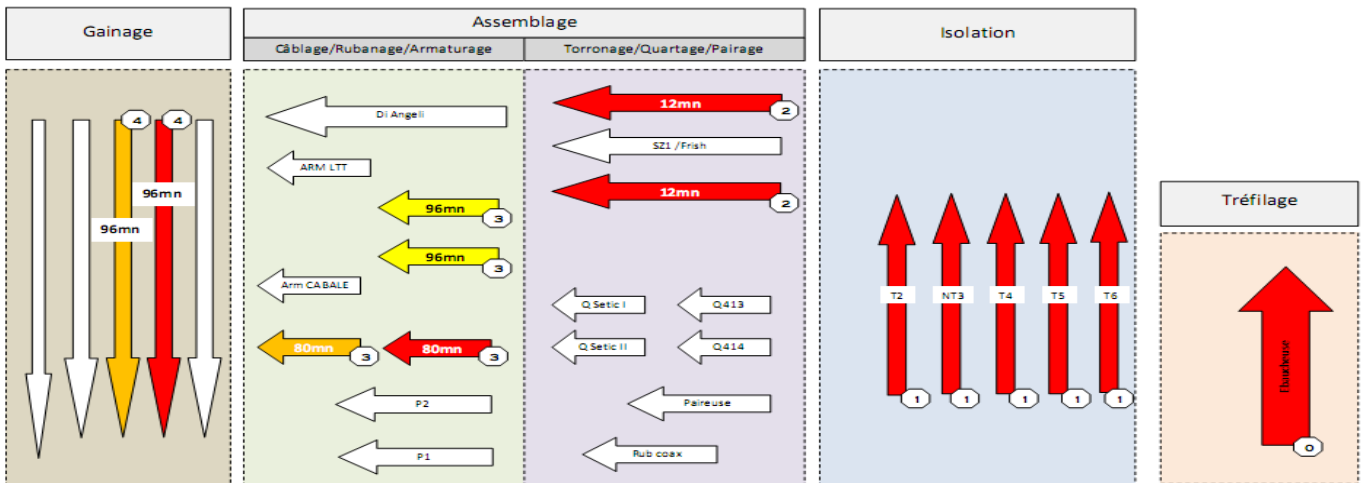 Gainage
Assemblage
Câblage/Rubanage/Armaturage
Torronage/Quartage/Pairage
Isolation
Tréfilage
4
4
96mn
96mn
Di Angeli
ARM LTT
96mn
3
96mn
3
Arm CABALE
80mn
3
80mn
3
P2
P1
12mn
2
SZ1 /Frish
12mn
2
Q Setic I
Q413
Q Setic II
Q414
Paireuse
Rub coax
T2
NT3
T4
T5
T6
1
1
1
1
1
Ebaucheuse
0